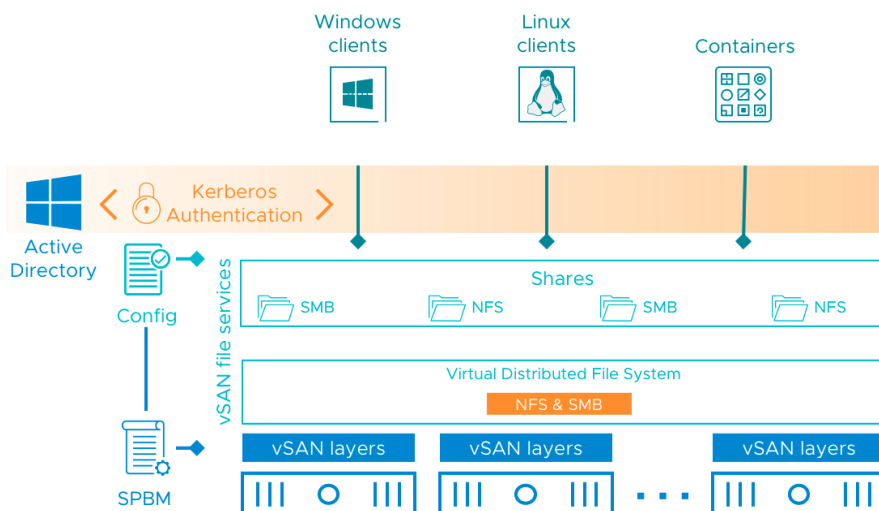 Windows
clients
Linux
clients
Containers
Kerberos
Authentication
Active
Directory
Config
SPBM
vSAN file services
Shares
SMB
NFS
SMB
NFS
Virtual Distributed File System
NFS & SMB
vSAN layers
vSAN layers
vSAN layers